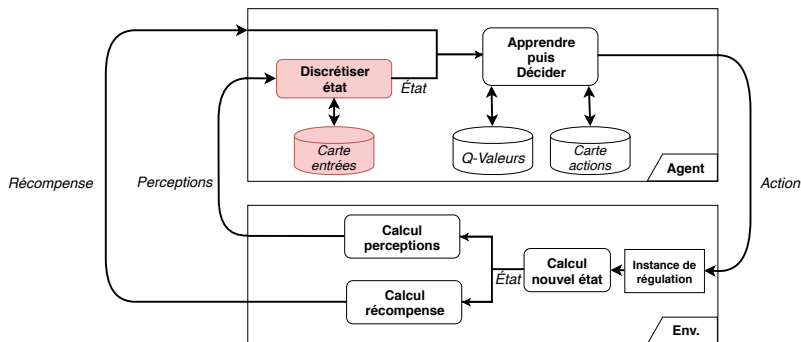 Apprendre
puis
Décider
Discrétiser
état
État
Carte
entrées
Q-Valeurs
Carte
actions
Agent
Récompense
Perceptions
Action
Calcul
perceptions
Calcul
nouvel état
Instance de
régulation
État
Calcul
récompense
Env.